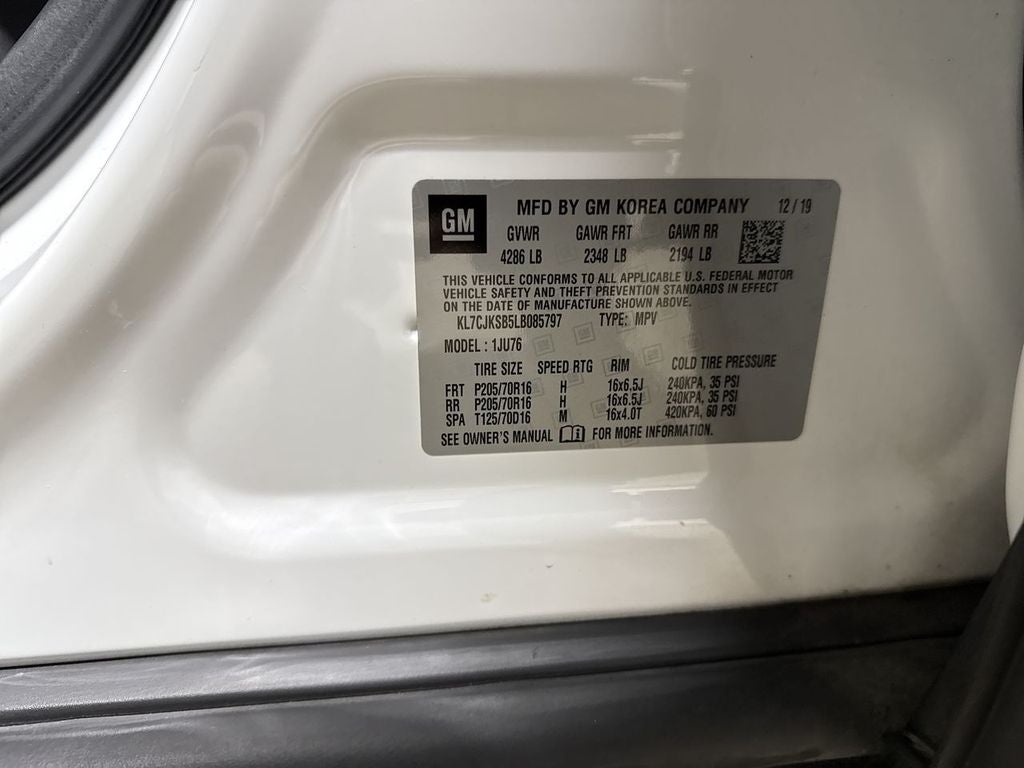 GM MFD BY GM KOREA COMPANY 12 / 19
GVWR GAWR FRT GAWR RR
4286 LB 2348 LB 2194 LB
THIS VEHICLE CONFORMS TO ALL APPLICABLE U.S. FEDERAL MOTOR
VEHICLE SAFETY AND THEFT PREVENTION STANDARDS IN EFFECT
ON THE DATE OF MANUFACTURE SHOWN ABOVE.
KL7CJKSB5LB085797 TYPE: MPV
MODEL : 1JU76
TIRE SIZE SPEED RTG RIM COLD TIRE PRESSURE
FRT P205/70R16 H 16x6.5J 240KPA, 35 PSI
RR P205/70R16 H 16x6.5J 240KPA, 35 PSI
SPA T125/70D16 M 16x4.0T 420KPA, 60 PSI
SEE OWNER'S MANUAL i FOR MORE INFORMATION.